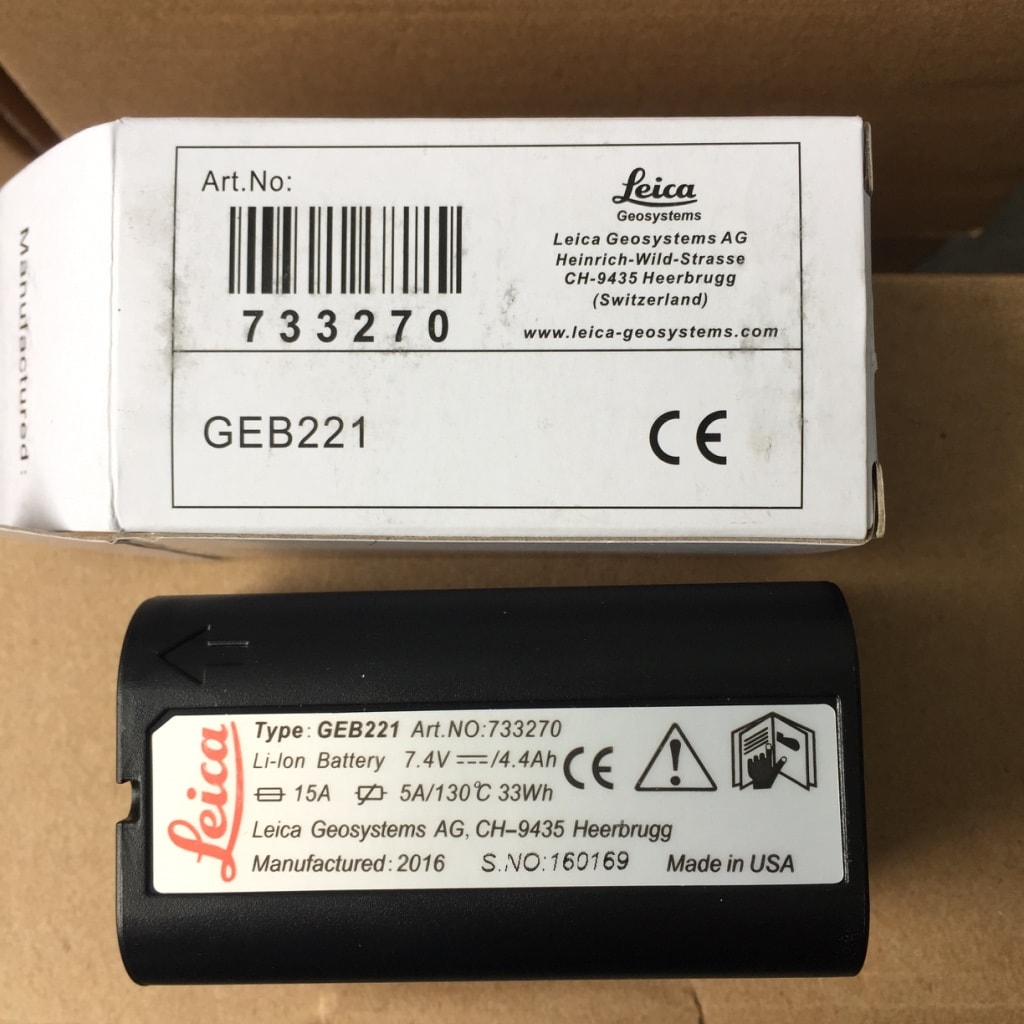 Manufactured:
Art.No:
733270
Leica
Geosystems
Leica Geosystems AG
Heinrich-Wild-Strasse
CH-9435 Heerbrugg
(Switzerland)
www.leica-geosystems.com
GEB221
CE
Leica
Type: GEB221 Art.NO:733270
Li-Ion Battery 7.4V /4.4Ah CE
15A 5A/130℃ 33Wh
Leica Geosystems AG, CH-9435 Heerbrugg
Manufactured: 2016 S.NO:160169 Made in USA